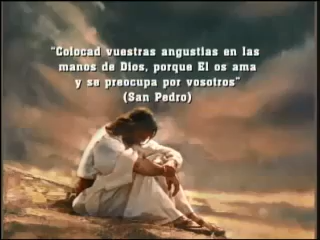 “Colocad vuestras angustias en las
manos de Dios, porque El os ama
y se preocupa por vosotros”
(San Pedro)